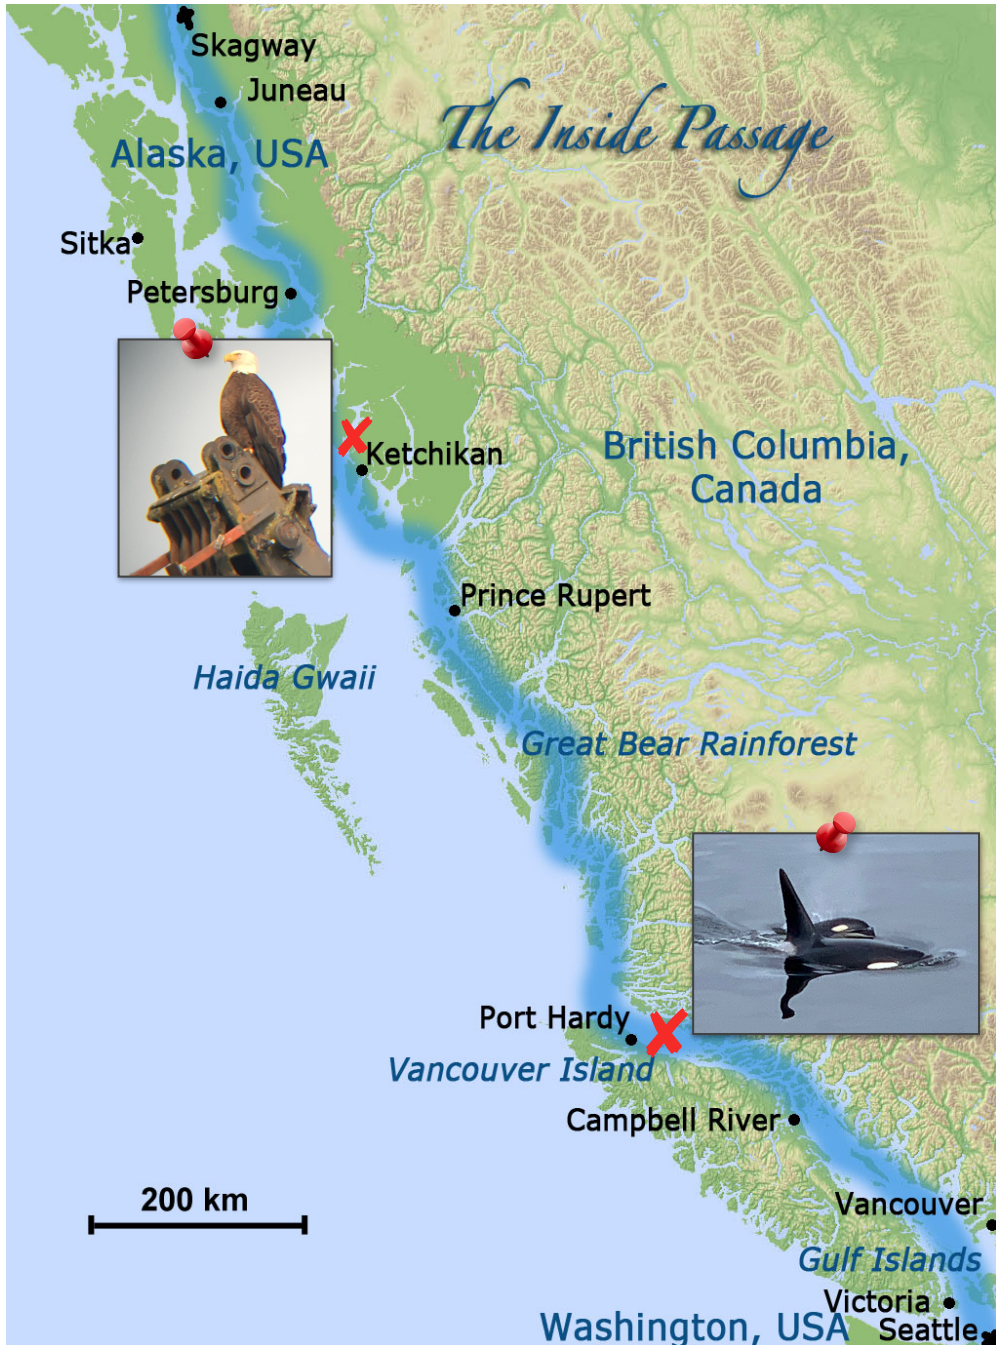 Skagway
Juneau
The Inside Passage
Alaska, USA
Sitka
Petersburg
Ketchikan
British Columbia,
Canada
Prince Rupert
Haida Gwaii
Great Bear Rainforest
Port Hardy
Vancouver Island
Campbell River
200 km
Vancouver
Gulf Islands
Victoria
Washington, USA
Seattle